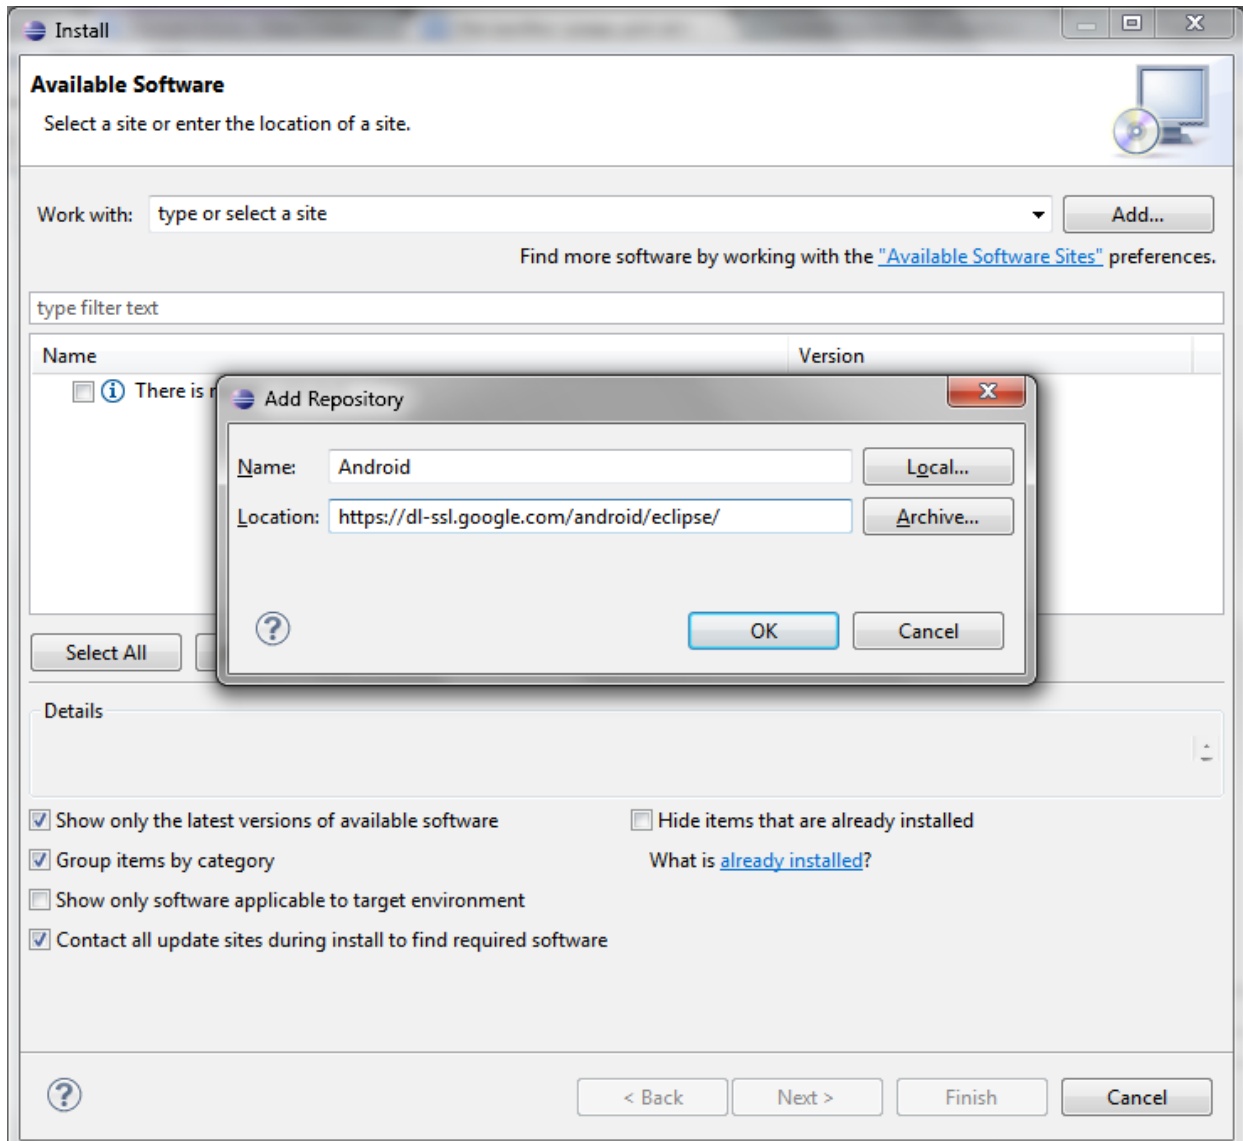 Install
Available Software
Select a site or enter the location of a site.
Work with: type or select a site Add...
Find more software by working with the "Available Software Sites" preferences.
type filter text
Name Version
There is
Add Repository
Name: Android Local...
Location: https://dl-ssl.google.com/android/eclipse/ Archive...
OK Cancel
Select All
Details
Show only the latest versions of available software Hide items that are already installed
Group items by category What is already installed?
Show only software applicable to target environment
Contact all update sites during install to find required software
< Back Next > Finish Cancel